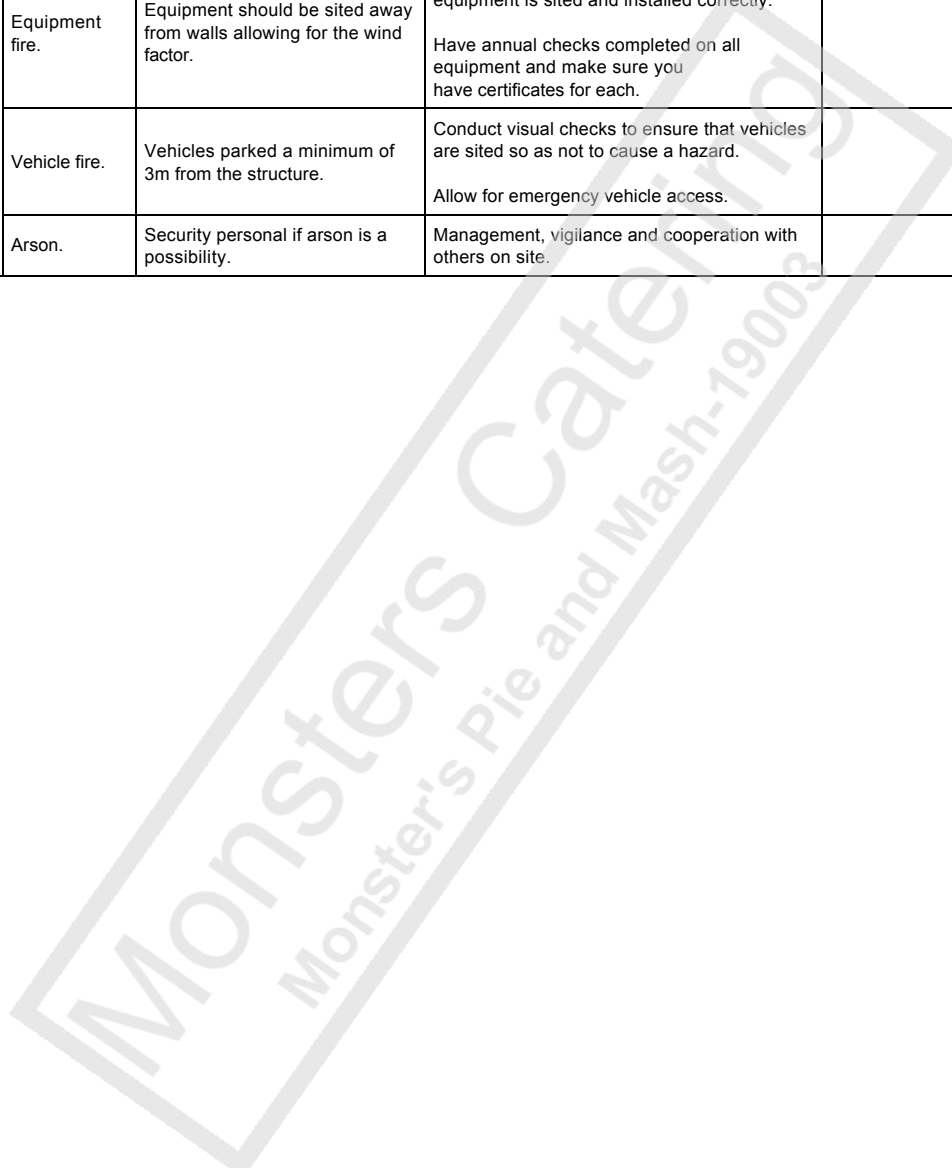 Equipment
fire.
Equipment should be sited away
from walls allowing for the wind
factor.
equipment is sited and installed correctly.
Have annual checks completed on all
equipment and make sure you
have certificates for each.
Vehicle fire.
Vehicles parked a minimum of
3m from the structure.
Conduct visual checks to ensure that vehicles
are sited so as not to cause a hazard.
Allow for emergency vehicle access.
Arson.
Security personal if arson is a
possibility.
Management, vigilance and cooperation with
others on site.
Monsters Catering
Monster's Pie and Mash-19003